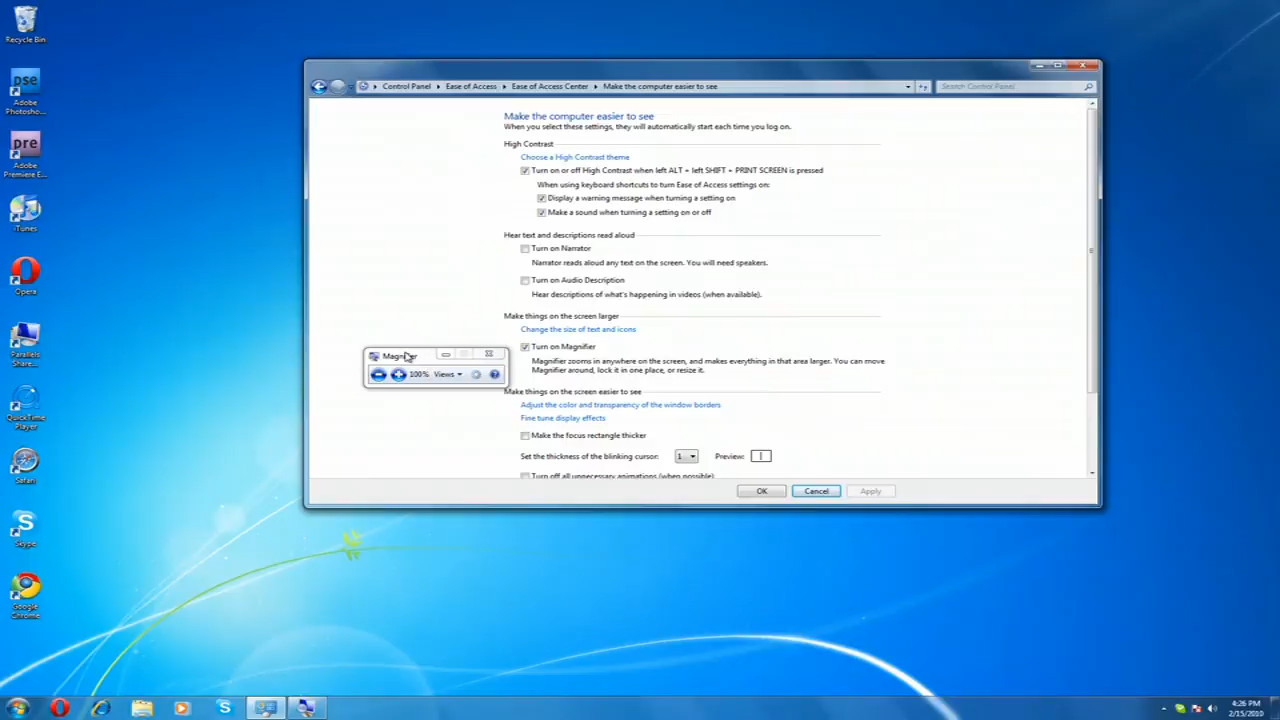 Recycle Bin
pse
Adobe
Photosho...
pre
Adobe
Premiere E...
iTunes
Opera
Parallels
Share...
QuickTime
Player
Safari
S
Skype
Google
Chrome
Control Panel ▸ Ease of Access ▸ Ease of Access Center ▸ Make the computer easier to see
Search Control Panel
Make the computer easier to see
When you select these settings, they will automatically start each time you log on.
High Contrast
Choose a High Contrast theme
Turn on or off High Contrast when left ALT + left SHIFT + PRINT SCREEN is pressed
When using keyboard shortcuts to turn Ease of Access settings on:
Display a warning message when turning a setting on
Make a sound when turning a setting on or off
Hear text and descriptions read aloud
Turn on Narrator
Narrator reads aloud any text on the screen. You will need speakers.
Turn on Audio Description
Hear descriptions of what's happening in videos (when available).
Make things on the screen larger
Change the size of text and icons
Turn on Magnifier
Magnifier zooms in anywhere on the screen, and makes everything in that area larger. You can move
Magnifier around, lock it in one place, or resize it.
Make things on the screen easier to see
Adjust the color and transparency of the window borders
Fine tune display effects
Make the focus rectangle thicker
Set the thickness of the blinking cursor: 1 Preview:
Turn off all unnecessary animations (when possible)
OK Cancel Apply
Magnifier
100% Views
4:26 PM
2/15/2010